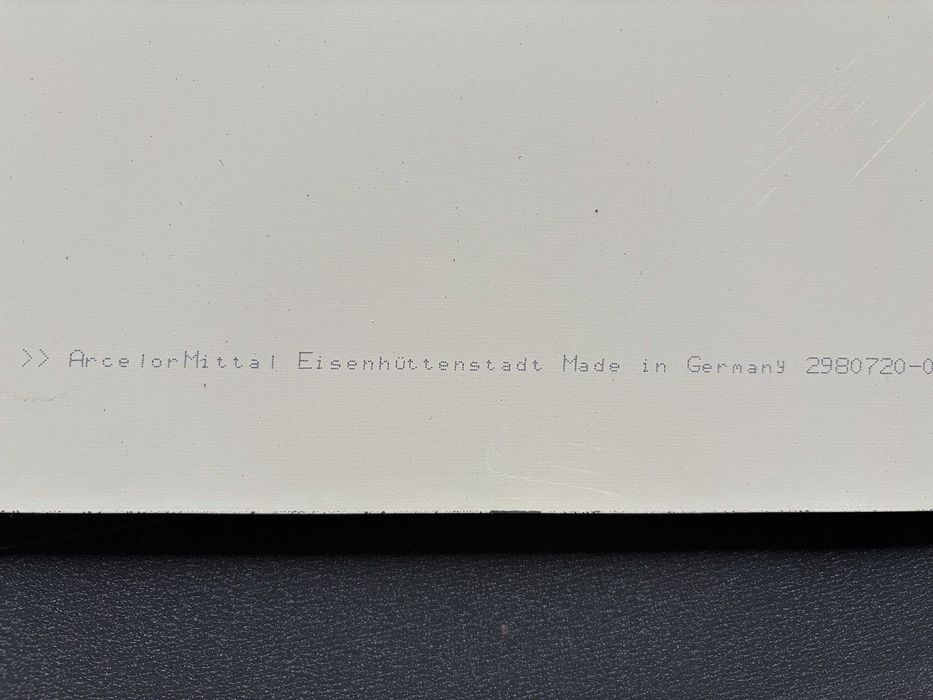 >> ArcelorMittal Eisenhüttenstadt Made in Germany 2980720-0